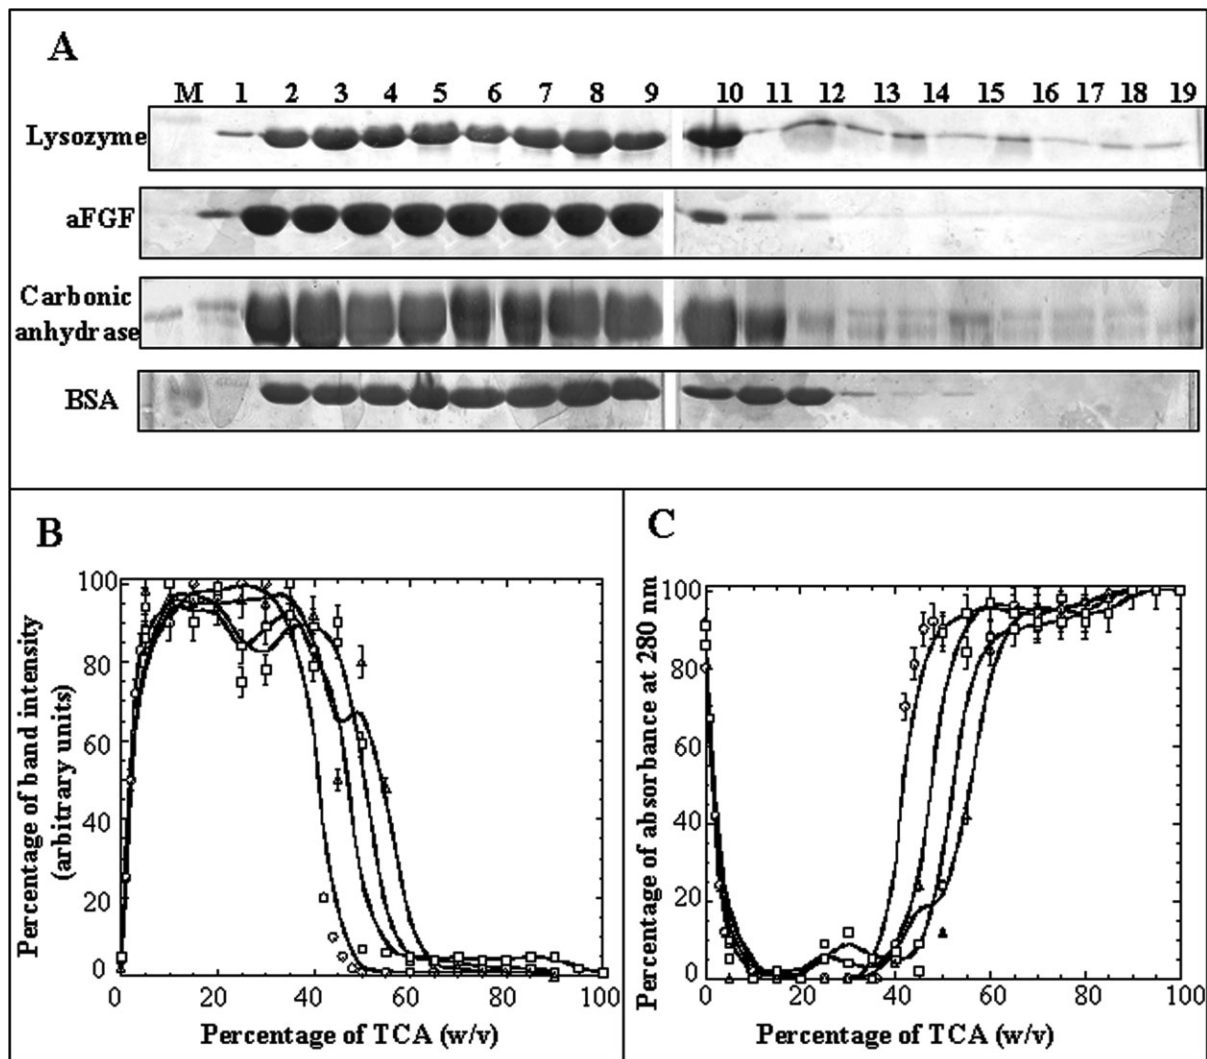 A
M 1 2 3 4 5 6 7 8 9 10 11 12 13 14 15 16 17 18 19
Lysozyme
aFGF
Carbonic
anhydrase
BSA
B
100
80
60
40
20
0
0 20 40 60 80 100
Percentage of band intensity
(arbitrary units)
Percentage of TCA (w/v)
C
100
80
60
40
20
0
0 20 40 60 80 100
Percentage of absorbance at 280 nm
Percentage of TCA (w/v)